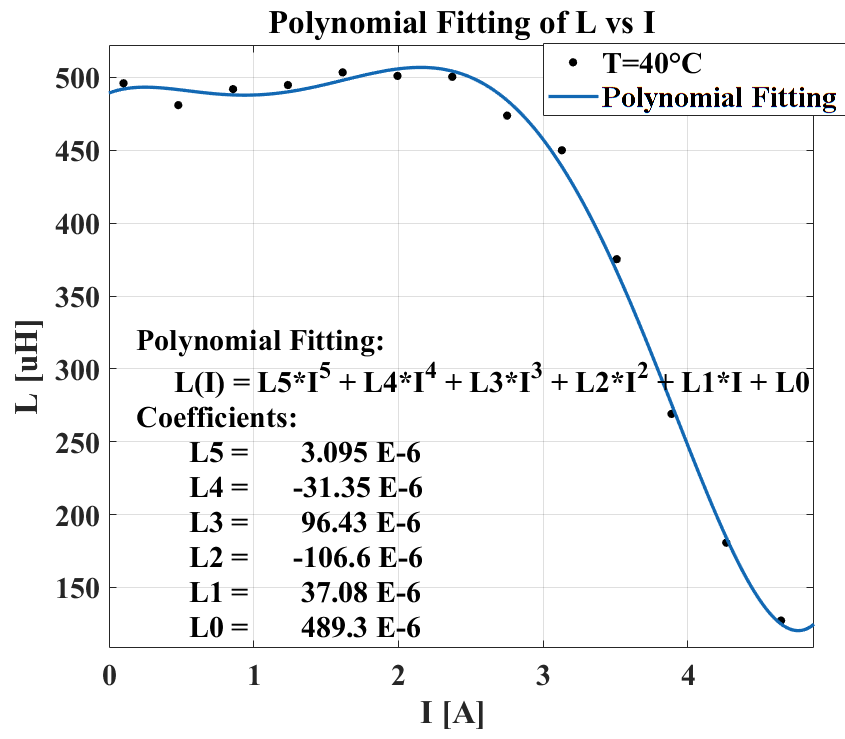 Polynomial Fitting of L vs I
T=40°C
Polynomial Fitting
500
450
400
350
300
250
200
150
L [uH]
Polynomial Fitting:
L(I) = L5*I^5 + L4*I^4 + L3*I^3 + L2*I^2 + L1*I + L0
Coefficients:
L5 = 3.095 E-6
L4 = -31.35 E-6
L3 = 96.43 E-6
L2 = -106.6 E-6
L1 = 37.08 E-6
L0 = 489.3 E-6
0 1 2 3 4
I [A]